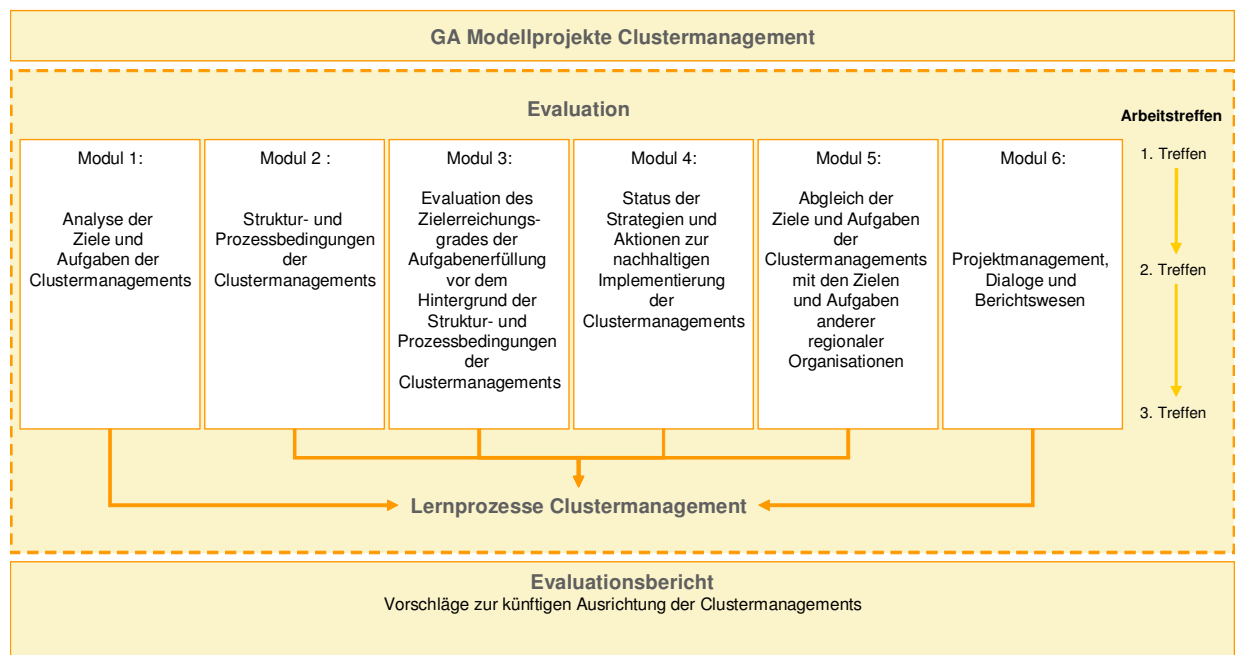 GA Modellprojekte Clustermanagement
Evaluation
Arbeitstreffen
Modul 1:
Analyse der
Ziele und
Aufgaben der
Clustermanagements
Modul 2 :
Struktur- und
Prozessbedingungen
der
Clustermanagements
Modul 3:
Evaluation des
Zielerreichungs-
grades der
Aufgabenerfüllung
vor dem
Hintergrund der
Struktur- und
Prozessbedingungen
der
Clustermanagements
Modul 4:
Status der
Strategien und
Aktionen zur
nachhaltigen
Implementierung
der
Clustermanagements
Modul 5:
Abgleich der
Ziele und Aufgaben
der
Clustermanagements
mit den Zielen
und Aufgaben
anderer
regionaler
Organisationen
Modul 6:
Projektmanagement,
Dialoge und
Berichtswesen
1. Treffen
2. Treffen
3. Treffen
Lernprozesse Clustermanagement
Evaluationsbericht
Vorschläge zur künftigen Ausrichtung der Clustermanagements